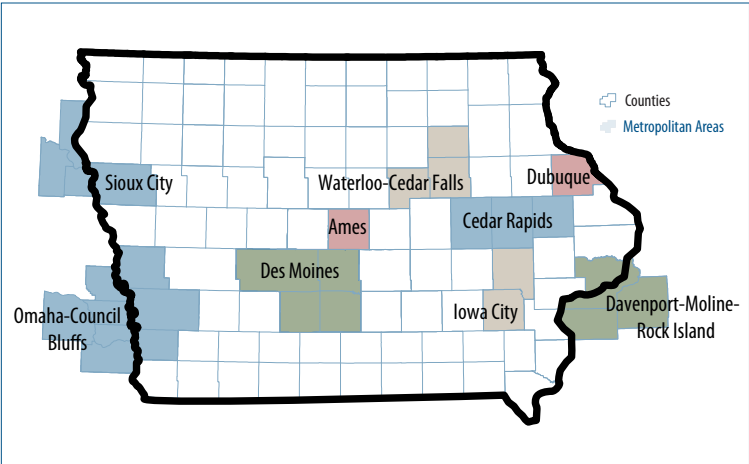 Counties
Metropolitan Areas
Sioux City
Waterloo-Cedar Falls
Dubuque
Ames
Cedar Rapids
Des Moines
Omaha-Council
Bluffs
Iowa City
Davenport-Moline-
Rock Island